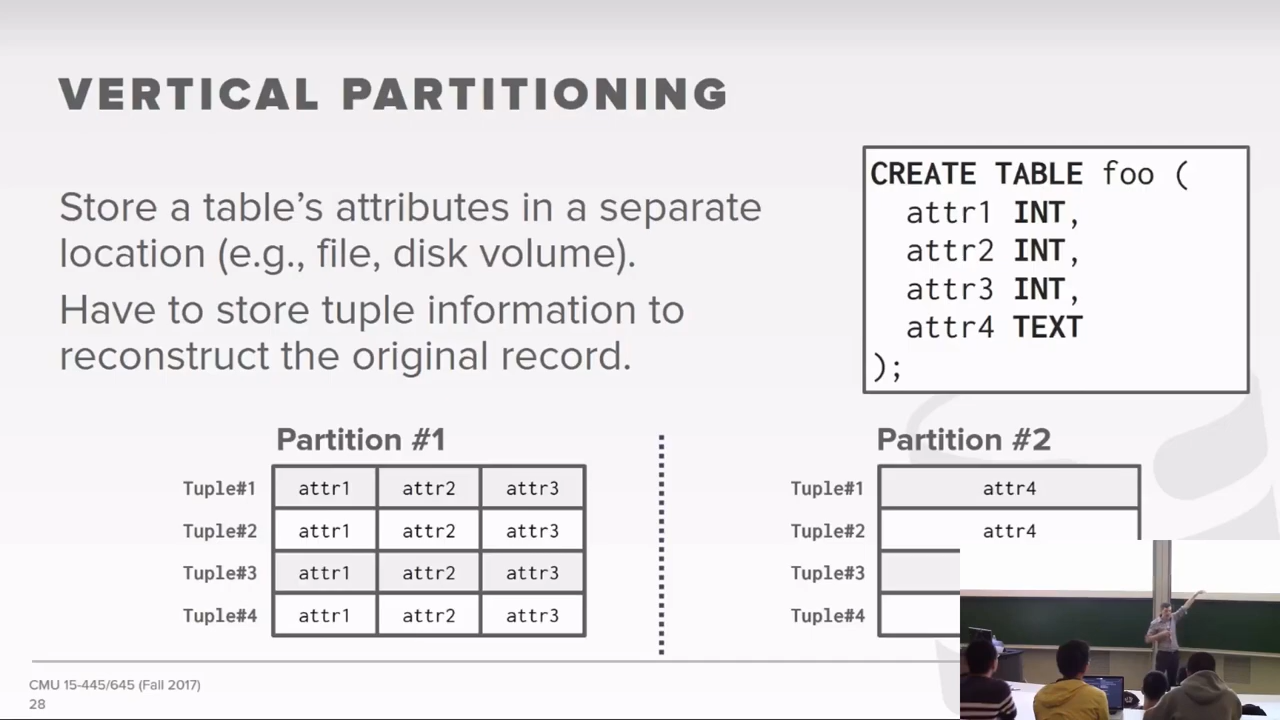 VERTICAL PARTITIONING
Store a table's attributes in a separate
location (e.g., file, disk volume).
Have to store tuple information to
reconstruct the original record.
CREATE TABLE foo (
attr1 INT,
attr2 INT,
attr3 INT,
attr4 TEXT
);
Partition #1
Tuple#1 attr1 attr2 attr3
Tuple#2 attr1 attr2 attr3
Tuple#3 attr1 attr2 attr3
Tuple#4 attr1 attr2 attr3
Partition #2
Tuple#1 attr4
Tuple#2 attr4
Tuple#3
Tuple#4
CMU 15-445/645 (Fall 2017)
28